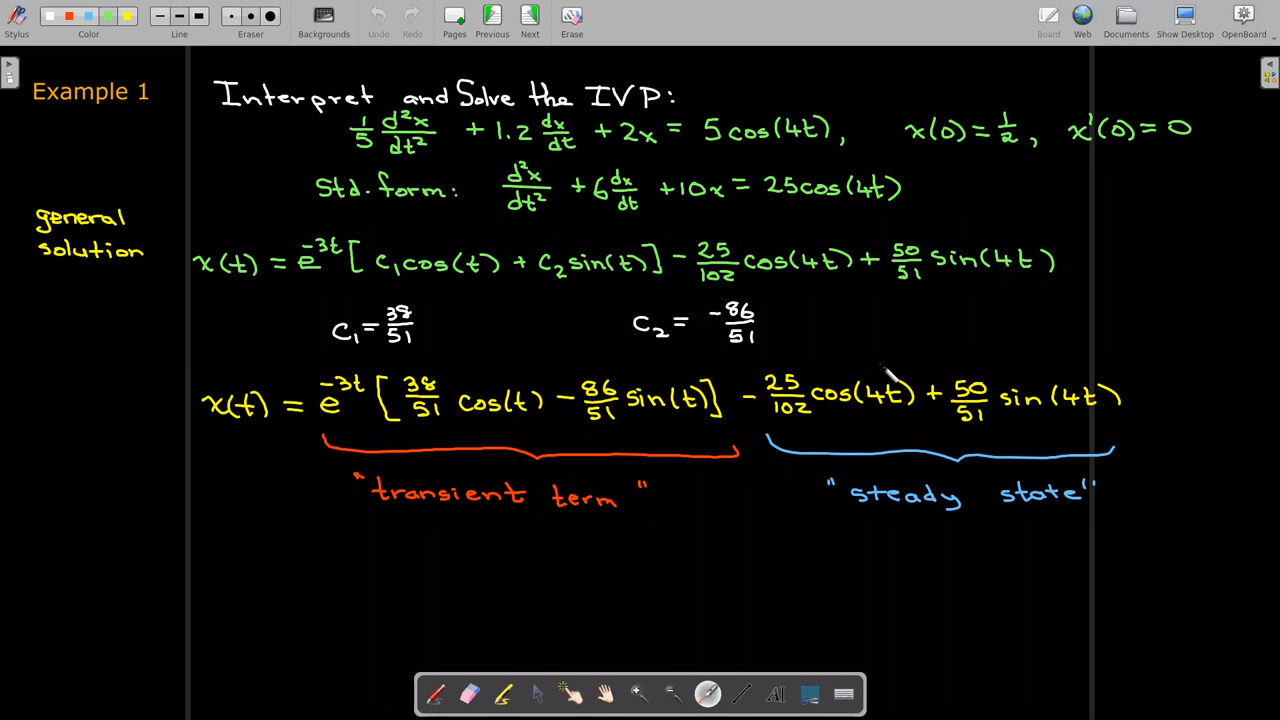 Stylus Color Line Eraser Backgrounds Undo Redo Pages Previous Next Erase Board Web Documents Show Desktop OpenBoard
Example 1
Interpret and Solve the IVP:
1/5 d²x/dt² + 1.2 dx/dt + 2x = 5cos(4t), x(0) = 1/2, x'(0) = 0
Std. form: d²x/dt² + 6 dx/dt + 10x = 25cos(4t)
general
solution
x(t) = e^-3t [ c₁cos(t) + c₂sin(t) ] - 25/102 cos(4t) + 50/51 sin(4t)
c₁ = 38/51 c₂ = -86/51
x(t) = e^-3t [ 38/51 cos(t) - 86/51 sin(t) ] - 25/102 cos(4t) + 50/51 sin(4t)
"transient term" "steady state"
AI